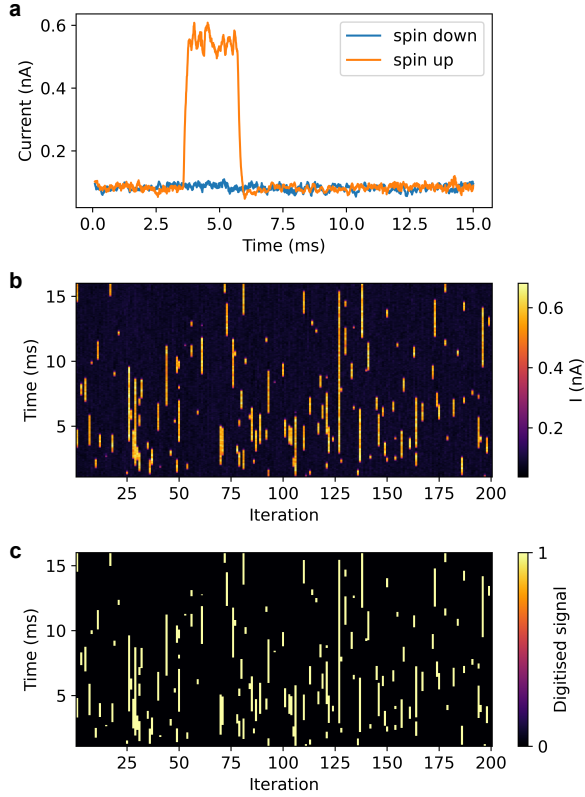 a
0.6
0.4
0.2
Current (nA)
spin down
spin up
0.0 2.5 5.0 7.5 10.0 12.5 15.0
Time (ms)
b
15
10
5
Time (ms)
25 50 75 100 125 150 175 200
Iteration
0.6
0.4
0.2
I (nA)
c
15
10
5
Time (ms)
25 50 75 100 125 150 175 200
Iteration
1
0
Digitised signal